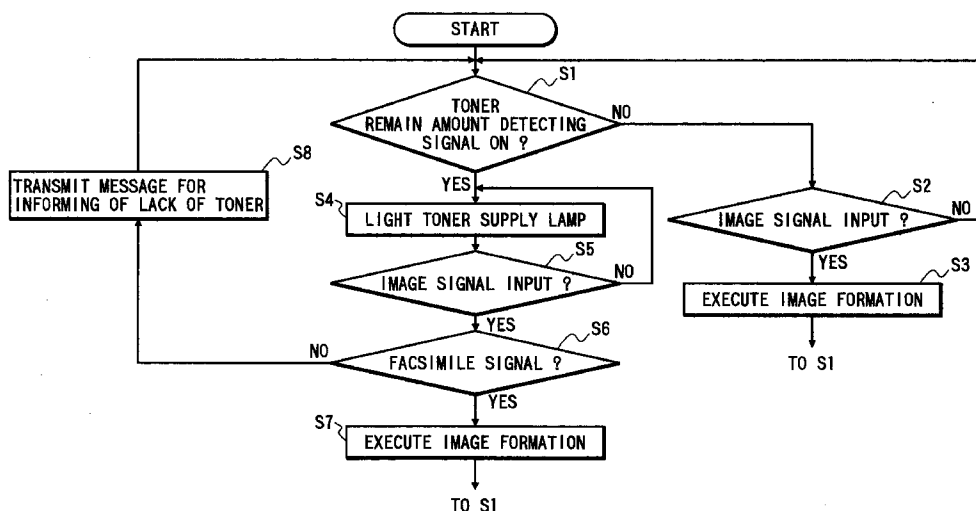 START
S1
TONER
REMAIN AMOUNT DETECTING
SIGNAL ON ?
NO
YES
S8
TRANSMIT MESSAGE FOR
INFORMING OF LACK OF TONER
S4
LIGHT TONER SUPPLY LAMP
S2
IMAGE SIGNAL INPUT ?
NO
YES
S5
IMAGE SIGNAL INPUT ?
NO
YES
S3
EXECUTE IMAGE FORMATION
TO S1
S6
FACSIMILE SIGNAL ?
NO
YES
S7
EXECUTE IMAGE FORMATION
TO S1